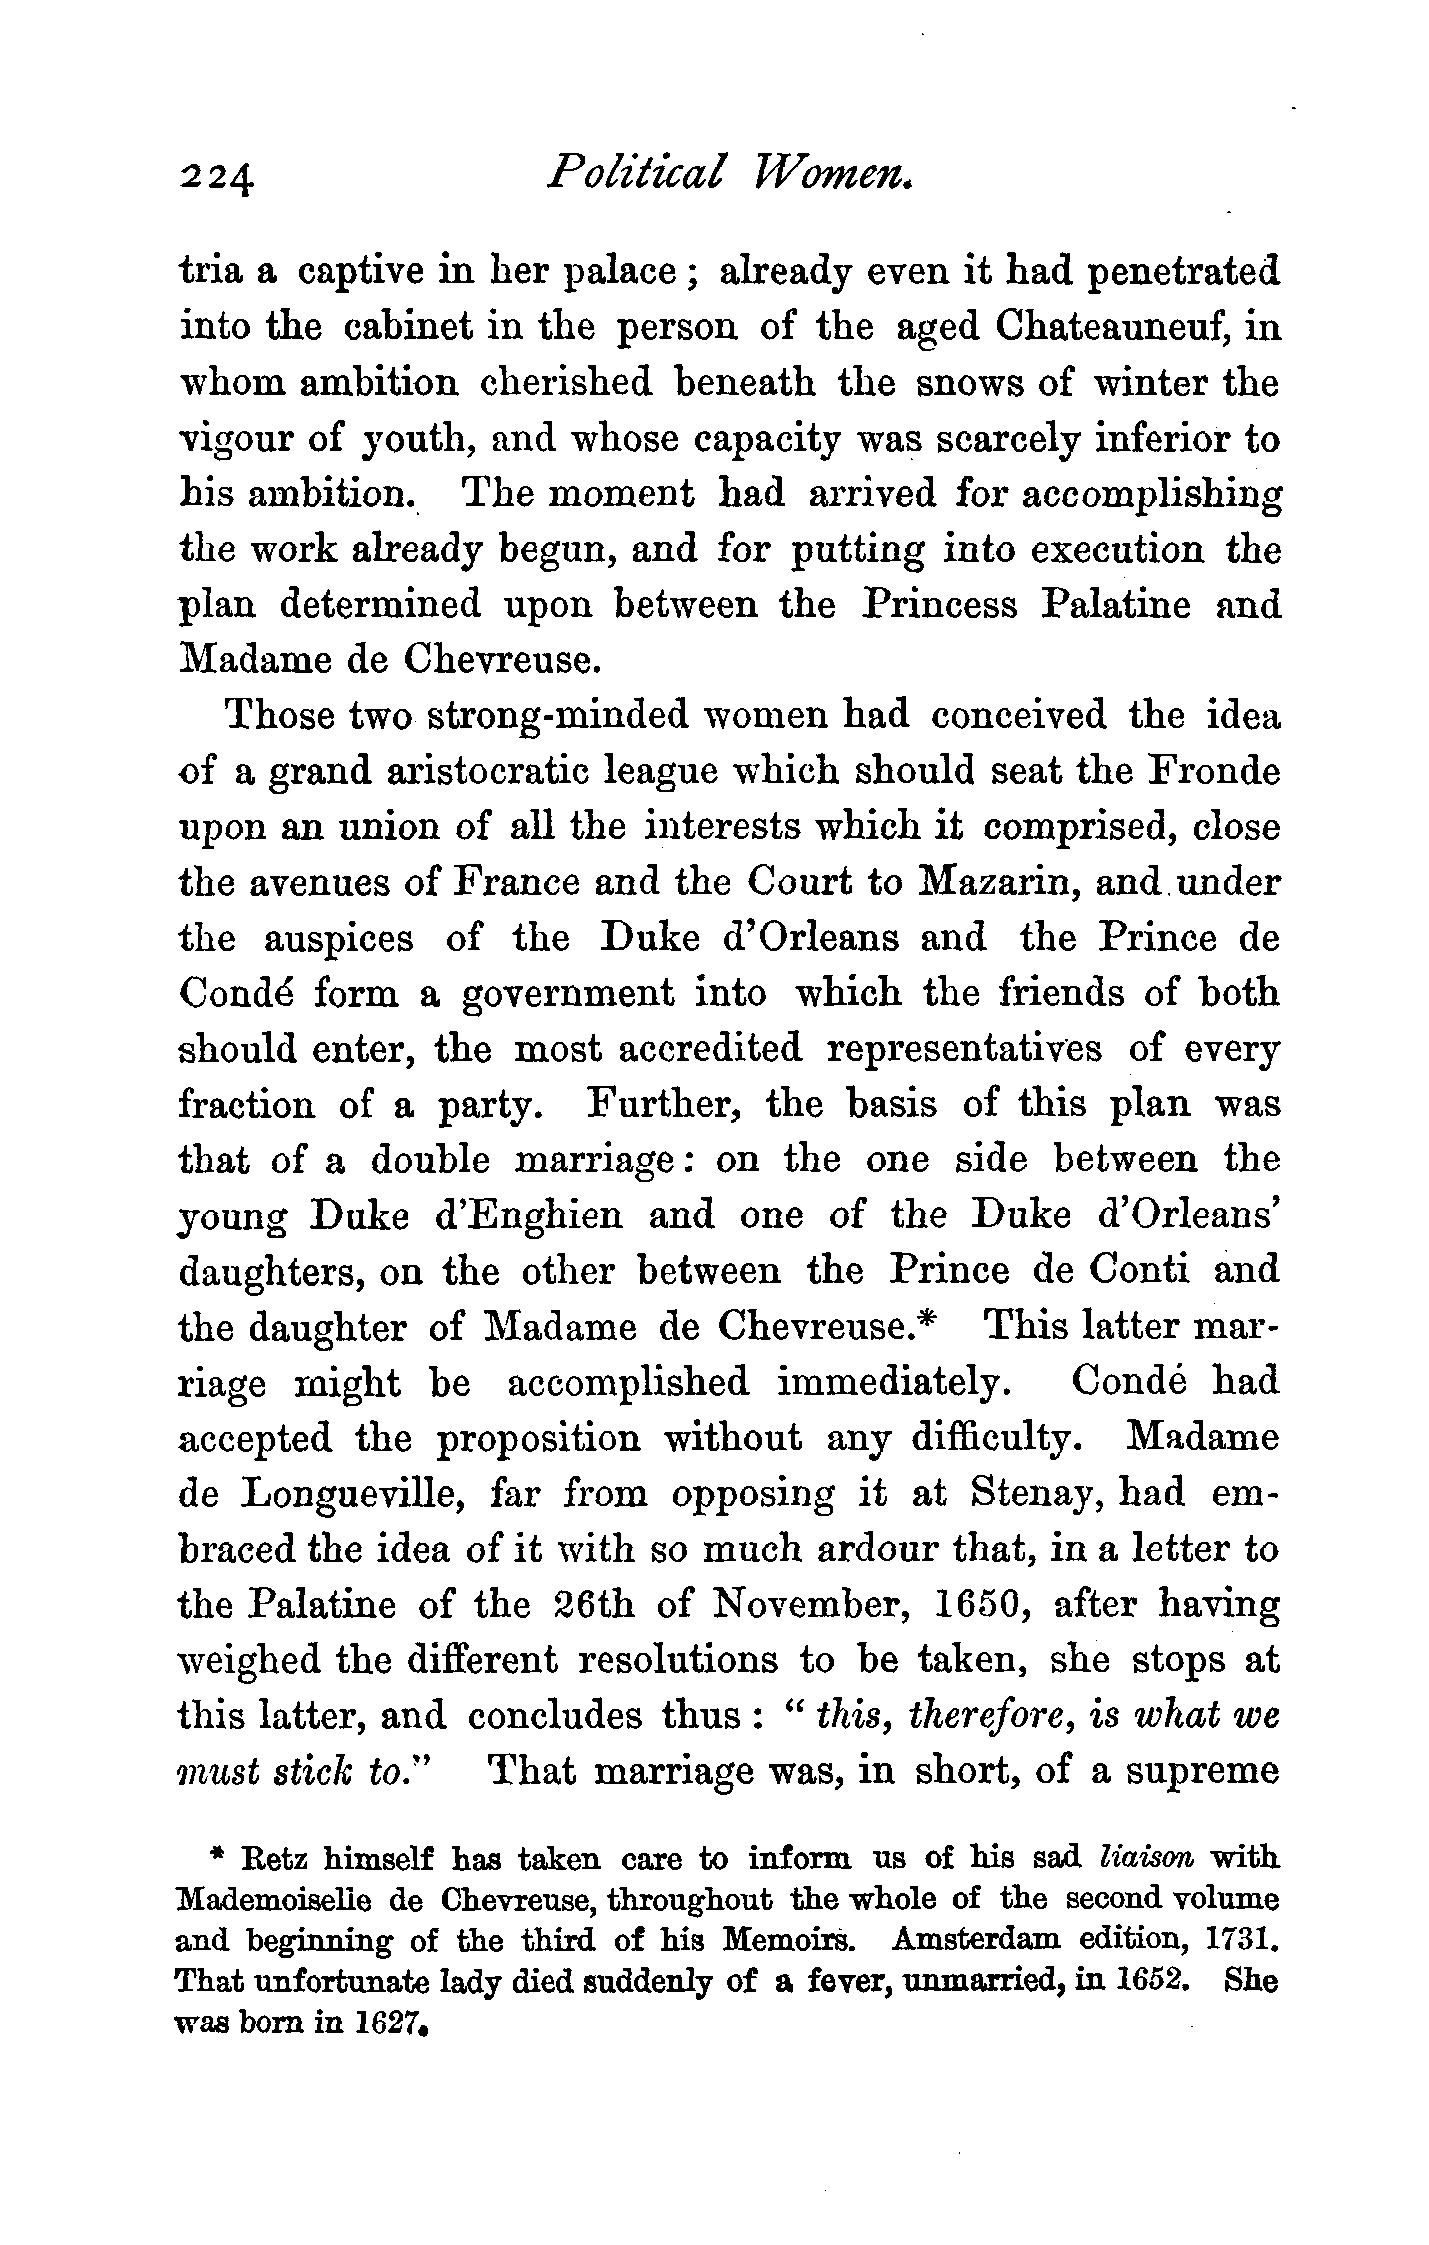 224 Political Women.
tria a captive in her palace ; already even it had penetrated
into the cabinet in the person of the aged Chateauneuf, in
whom ambition cherished beneath the snows of winter the
vigour of youth, and whose capacity was scarcely inferior to
his ambition. The moment had arrived for accomplishing
the work already begun, and for putting into execution the
plan determined upon between the Princess Palatine and
Madame de Chevreuse.
Those two strong-minded women had conceived the idea
of a grand aristocratic league which should seat the Fronde
upon an union of all the interests which it comprised, close
the avenues of France and the Court to Mazarin, and under
the auspices of the Duke d'Orleans and the Prince de
Condé form a government into which the friends of both
should enter, the most accredited representatives of every
fraction of a party. Further, the basis of this plan was
that of a double marriage : on the one side between the
young Duke d'Enghien and one of the Duke d'Orleans'
daughters, on the other between the Prince de Conti and
the daughter of Madame de Chevreuse.* This latter mar-
riage might be accomplished immediately. Condé had
accepted the proposition without any difficulty. Madame
de Longueville, far from opposing it at Stenay, had em-
braced the idea of it with so much ardour that, in a letter to
the Palatine of the 26th of November, 1650, after having
weighed the different resolutions to be taken, she stops at
this latter, and concludes thus : " this, therefore, is what we
must stick to." That marriage was, in short, of a supreme
* Retz himself has taken care to inform us of his sad liaison with
Mademoiselle de Chevreuse, throughout the whole of the second volume
and beginning of the third of his Memoirs. Amsterdam edition, 1731.
That unfortunate lady died suddenly of a fever, unmarried, in 1652. She
was born in 1627.